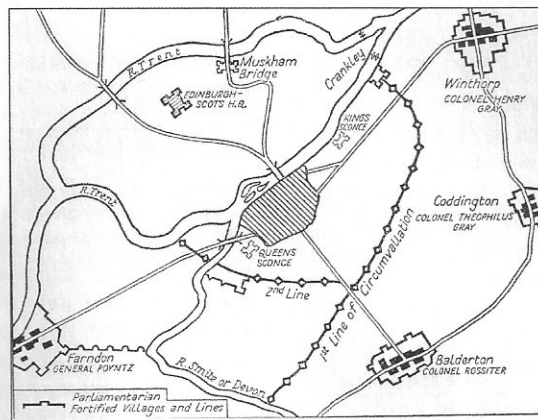 R. Trent
Muskham
Bridge
EDINBURGH-
SCOTS H.Q.
Crankley
KINGS
SCONCE
Winthorp
COLONEL HENRY
GRAY
R. Trent
Coddington
COLONEL THEOPHILUS
GRAY
QUEENS
SCONCE
2nd Line
1st Line of Circumvallation
Farndon
GENERAL POYNTZ
R. Smite or Devon
Balderton
COLONEL ROSSITER
Parliamentarian
Fortified Villages and Lines